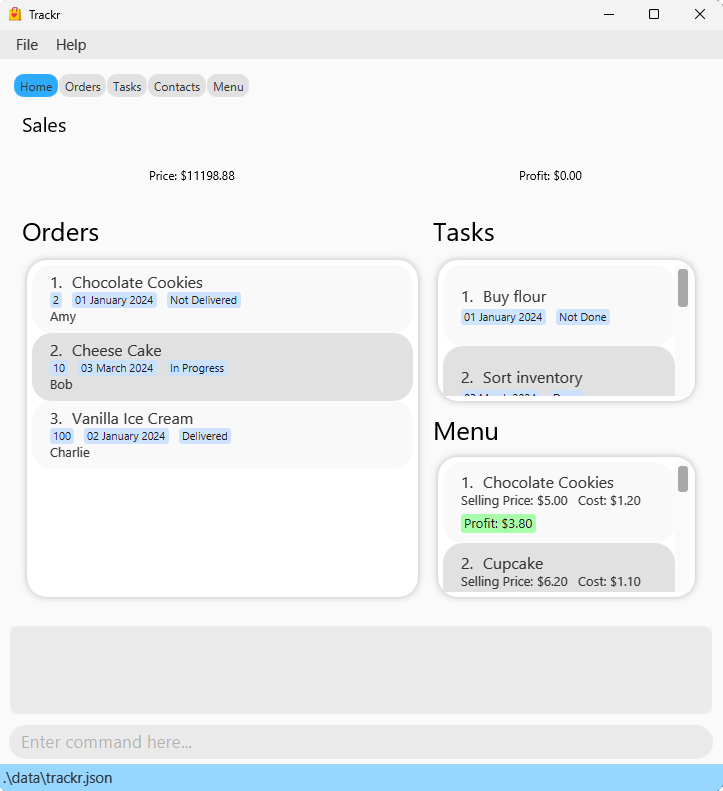 Trackr
File Help
Home Orders Tasks Contacts Menu
Sales
Price: $11198.88 Profit: $0.00
Orders
1. Chocolate Cookies
2 01 January 2024 Not Delivered
Amy
2. Cheese Cake
10 03 March 2024 In Progress
Bob
3. Vanilla Ice Cream
100 02 January 2024 Delivered
Charlie
Tasks
1. Buy flour
01 January 2024 Not Done
2. Sort inventory
Menu
1. Chocolate Cookies
Selling Price: $5.00 Cost: $1.20
Profit: $3.80
2. Cupcake
Selling Price: $6.20 Cost: $1.10
Enter command here...
.\data\trackr.json